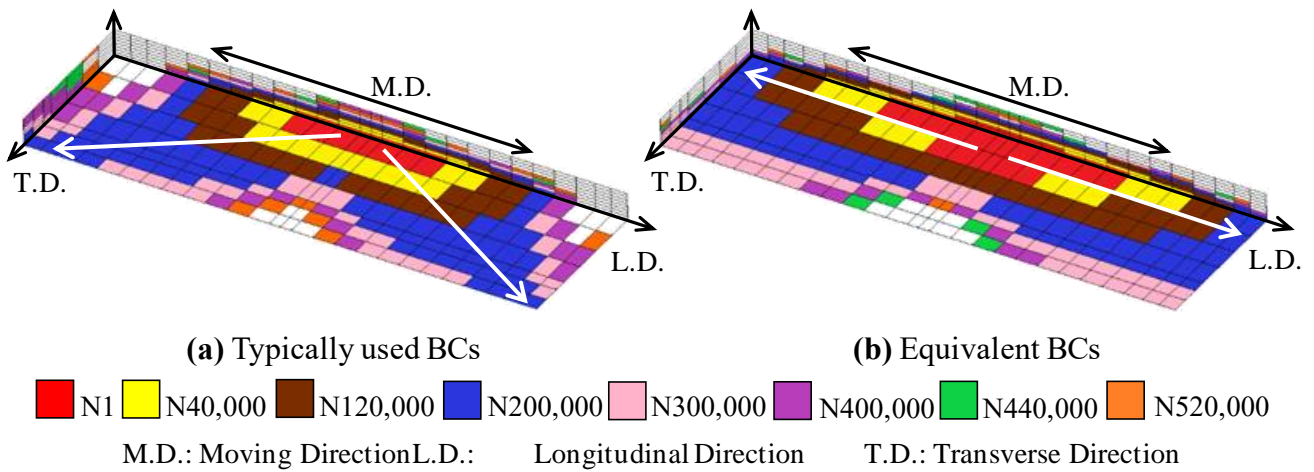 M.D.
M.D.
T.D.
L.D.
T.D.
L.D.
(a) Typically used BCs
(b) Equivalent BCs
N1 N40,000 N120,000 N200,000 N300,000 N400,000 N440,000 N520,000
M.D.: Moving DirectionL.D.: Longitudinal Direction T.D.: Transverse Direction